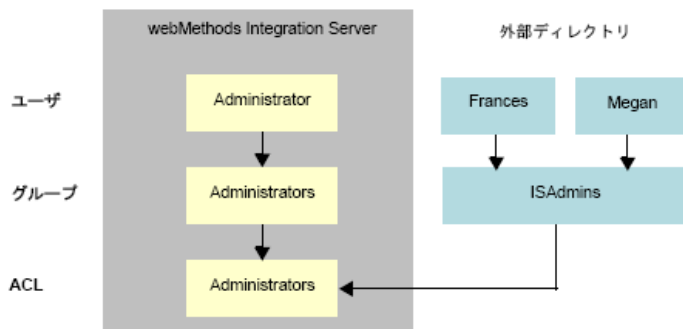 webMethods Integration Server
外部ディレクトリ
ユーザ
Administrator
Frances
Megan
グループ
Administrators
ISAdmins
ACL
Administrators